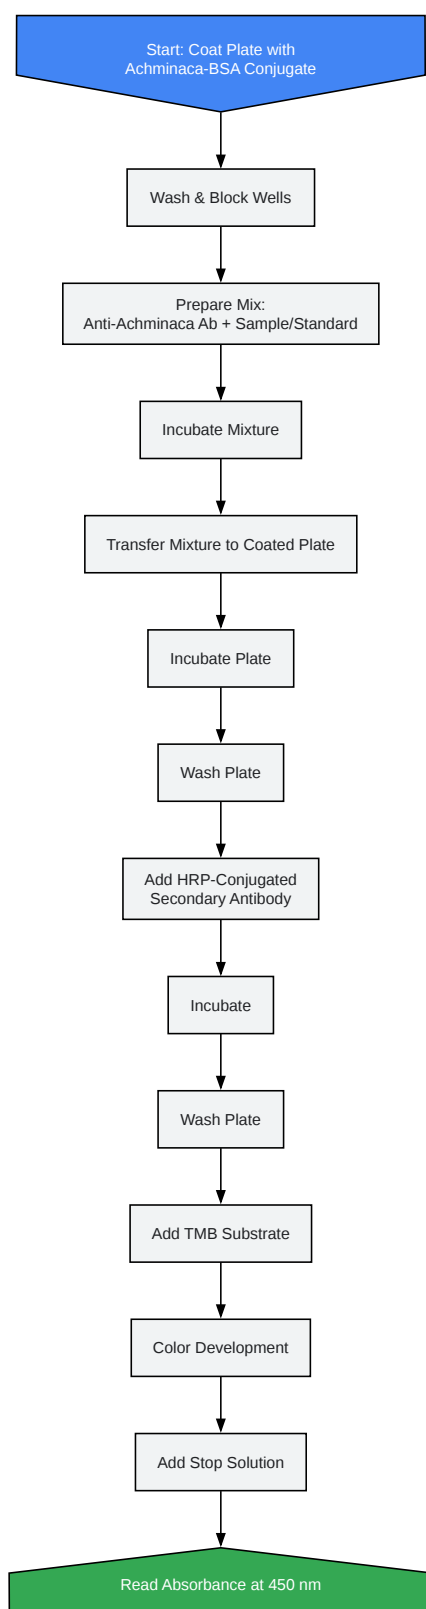 Start: Coat Plate with
Achminaca-BSA Conjugate
Wash & Block Wells
Prepare Mix:
Anti-Achminaca Ab + Sample/Standard
Incubate Mixture
Transfer Mixture to Coated Plate
Incubate Plate
Wash Plate
Add HRP-Conjugated
Secondary Antibody
Incubate
Wash Plate
Add TMB Substrate
Color Development
Add Stop Solution
Read Absorbance at 450 nm